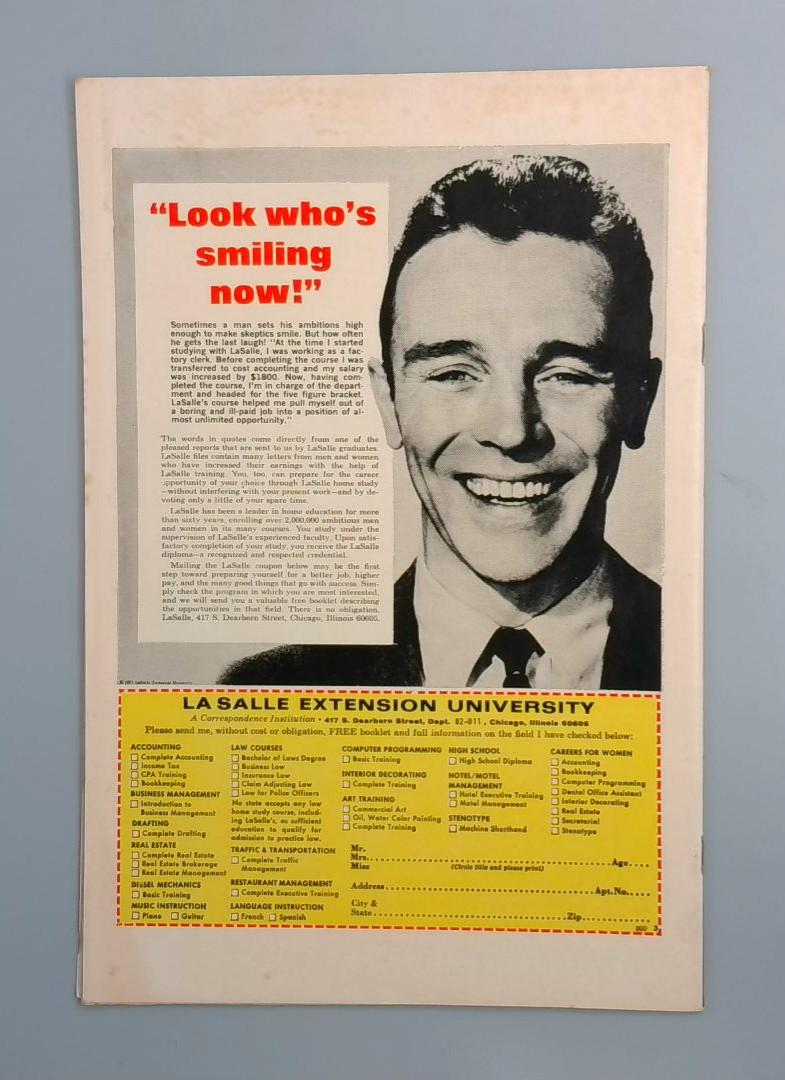 “Look who’s
smiling
now!”
Sometimes a man sets his ambitions high
enough to make skeptics smile. But how often
he gets the last laugh! “At the time I started
studying with LaSalle, I was working as a fac-
tory clerk. Before completing the course I was
transferred to cost accounting and my salary
was increased by $1800. Now, having com-
pleted the course, I’m in charge of the depart-
ment and headed for the five figure bracket.
LaSalle’s course helped me pull myself out of
a boring and ill-paid job into a position of al-
most unlimited opportunity.”
The words in quotes come directly from one of the
pleased reports that are sent to us by LaSalle graduates.
LaSalle files contain many letters from men and women
who have increased their earnings with the help of
LaSalle training. You, too, can prepare for the career
opportunity of your choice through LaSalle home study
—without interfering with your present work—and by de-
voting only a little of your spare time.
LaSalle has been a leader in home education for more
than sixty years, enrolling over 2,000,000 ambitious men
and women in its many courses. You study under the
supervision of LaSalle’s experienced faculty. Upon satis-
factory completion of your study, you receive the LaSalle
diploma—a recognized and respected credential.
Mailing the LaSalle coupon below may be the first
step toward preparing yourself for a better job, higher
pay, and the many good things that go with success. Sim-
ply check the program in which you are most interested,
and we will send you a valuable free booklet describing
the opportunities in that field. There is no obligation.
LaSalle, 417 S. Dearborn Street, Chicago, Illinois 60605.
LaSalle Extension University
LA SALLE EXTENSION UNIVERSITY
A Correspondence Institution • 417 S. Dearborn Street, Dept. 82-011, Chicago, Illinois 60605
Please send me, without cost or obligation, FREE booklet and full information on the field I have checked below:
ACCOUNTING
Complete Accounting
Income Tax
CPA Training
Bookkeeping
BUSINESS MANAGEMENT
Introduction to
Business Management
DRAFTING
Complete Drafting
REAL ESTATE
Complete Real Estate
Real Estate Brokerage
Real Estate Management
DIESEL MECHANICS
Basic Training
MUSIC INSTRUCTION
Piano Guitar
LAW COURSES
Bachelor of Laws Degree
Business Law
Insurance Law
Claim Adjusting Law
Law for Police Officers
No state accepts any law
home study course, includ-
ing LaSalle’s, as sufficient
education to qualify for
admission to practice law.
TRAFFIC & TRANSPORTATION
Complete Traffic
Management
RESTAURANT MANAGEMENT
Complete Executive Training
LANGUAGE INSTRUCTION
French Spanish
COMPUTER PROGRAMMING
Basic Training
INTERIOR DECORATING
Complete Training
ART TRAINING
Commercial Art
Oil, Water Color Painting
Complete Training
HIGH SCHOOL
High School Diploma
HOTEL/MOTEL
MANAGEMENT
Hotel Executive Training
Motel Management
STENOTYPE
Machine Shorthand
CAREERS FOR WOMEN
Accounting
Bookkeeping
Computer Programming
Dental Office Assistant
Interior Decorating
Real Estate
Secretarial
Stenotype
Mr.
Mrs. Age
Miss (Circle title and please print)
Address Apt. No.
City &
State Zip